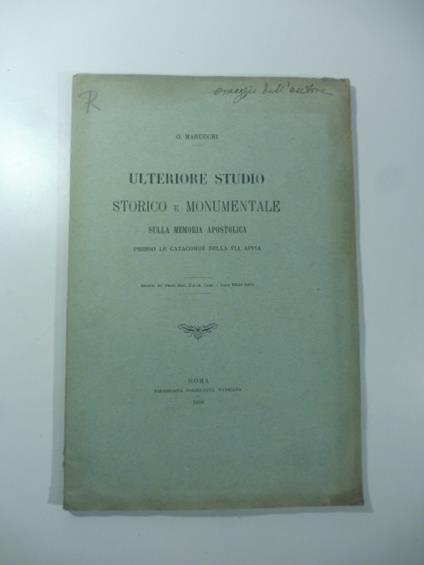 R
omaggio dell'autore
O. MARUCCHI
ULTERIORE STUDIO
STORICO E MONUMENTALE
SULLA MEMORIA APOSTOLICA
PRESSO LE CATACOMBE DELLA VIA APPIA
ROMA
TIPOGRAFIA POLIGLOTTA VATICANA